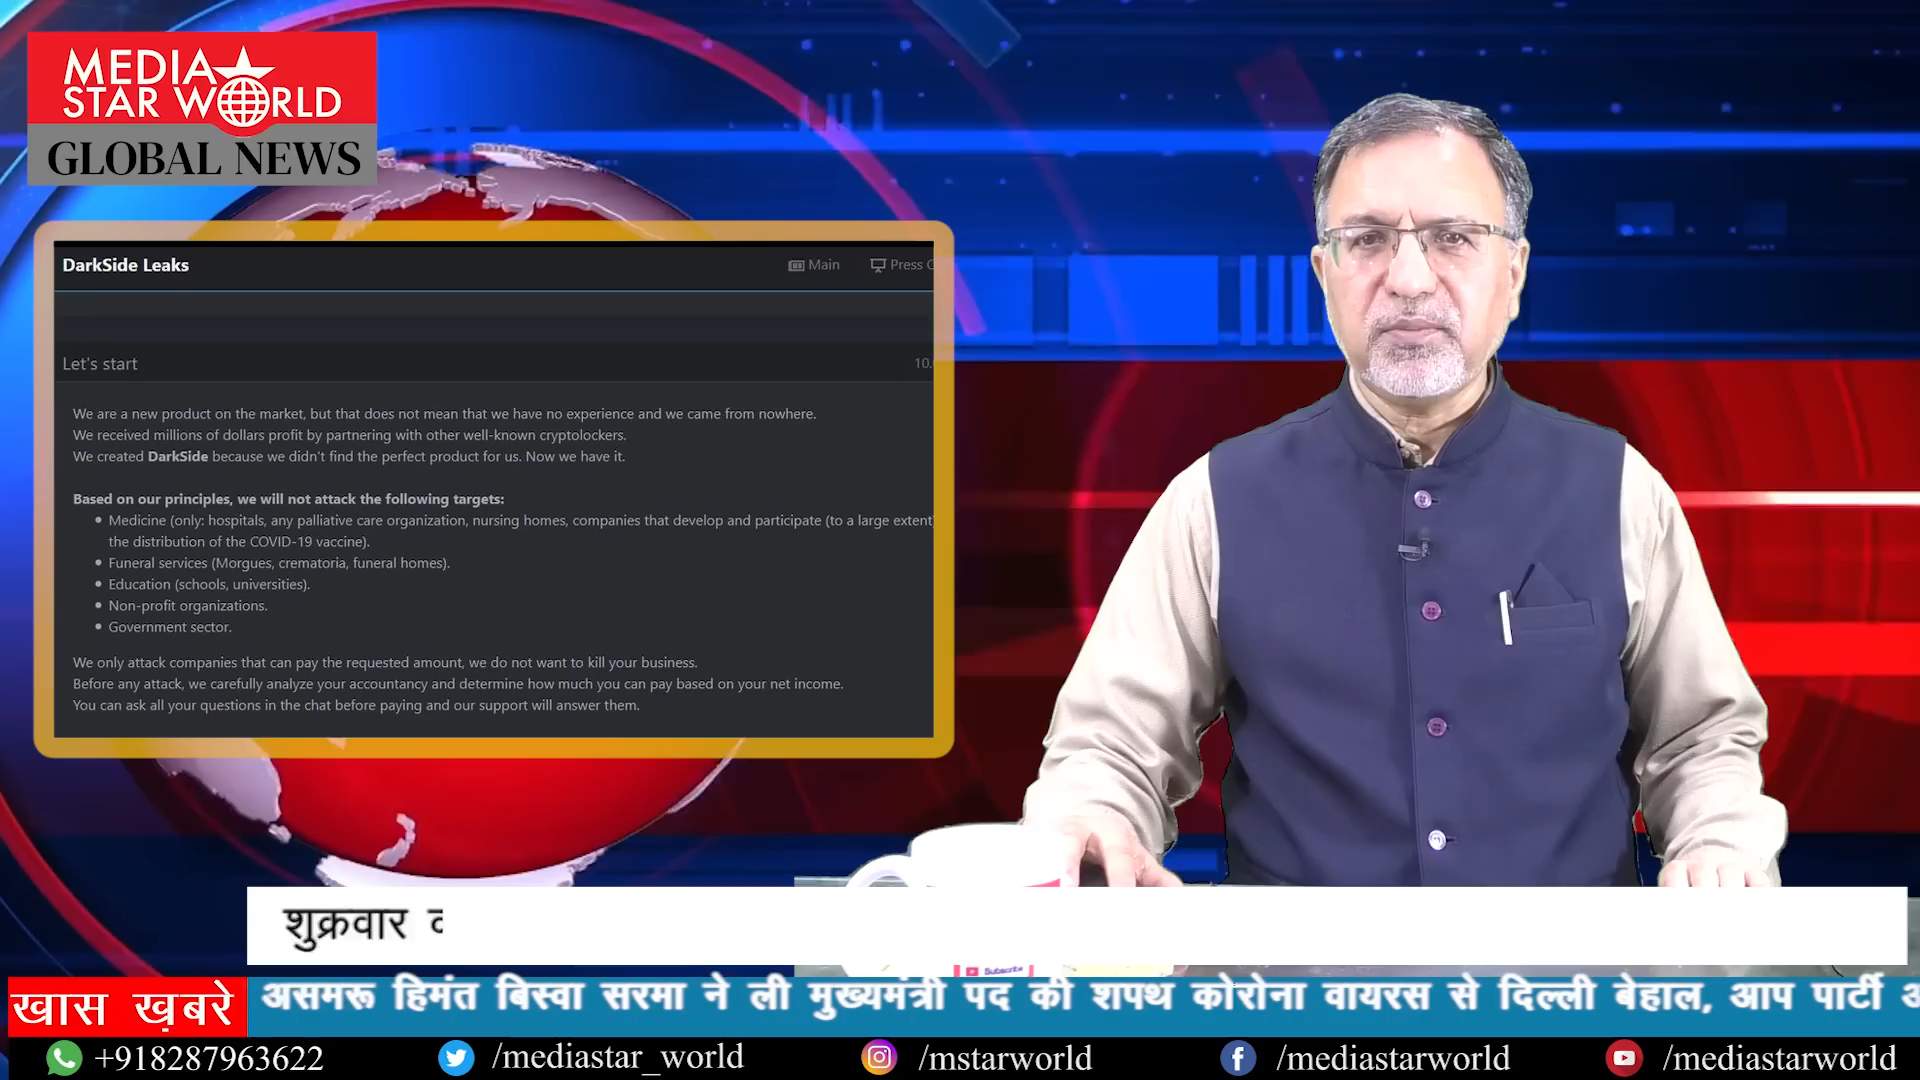 MEDIA
STAR WORLD
GLOBAL NEWS
DarkSide Leaks
Main
Press
Let's start
10.
We are a new product on the market, but that does not mean that we have no experience and we came from nowhere.
We received millions of dollars profit by partnering with other well-known cryptolockers.
We created DarkSide because we didn't find the perfect product for us. Now we have it.
Based on our principles, we will not attack the following targets:
Medicine (only: hospitals, any palliative care organization, nursing homes, companies that develop and participate (to a large extent)
the distribution of the COVID-19 vaccine).
Funeral services (Morgues, crematoria, funeral homes).
Education (schools, universities).
Non-profit organizations.
Government sector.
We only attack companies that can pay the requested amount, we do not want to kill your business.
Before any attack, we carefully analyze your accountancy and determine how much you can pay based on your net income.
You can ask all your questions in the chat before paying and our support will answer them.
शुक्रवार
Subscribe
खास ख़बरे
असमरू हिमंत बिस्वा सरमा ने ली मुख्यमंत्री पद की शपथ कोरोना वायरस से दिल्ली बेहाल, आप पार्टी
+918287963622
/mediastar_world
/mstarworld
/mediastarworld
/mediastarworld